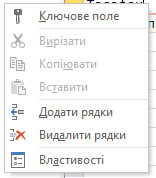 Ключове поле
Вирізати
Копіювати
Вставити
Додати рядки
Видалити рядки
Властивості